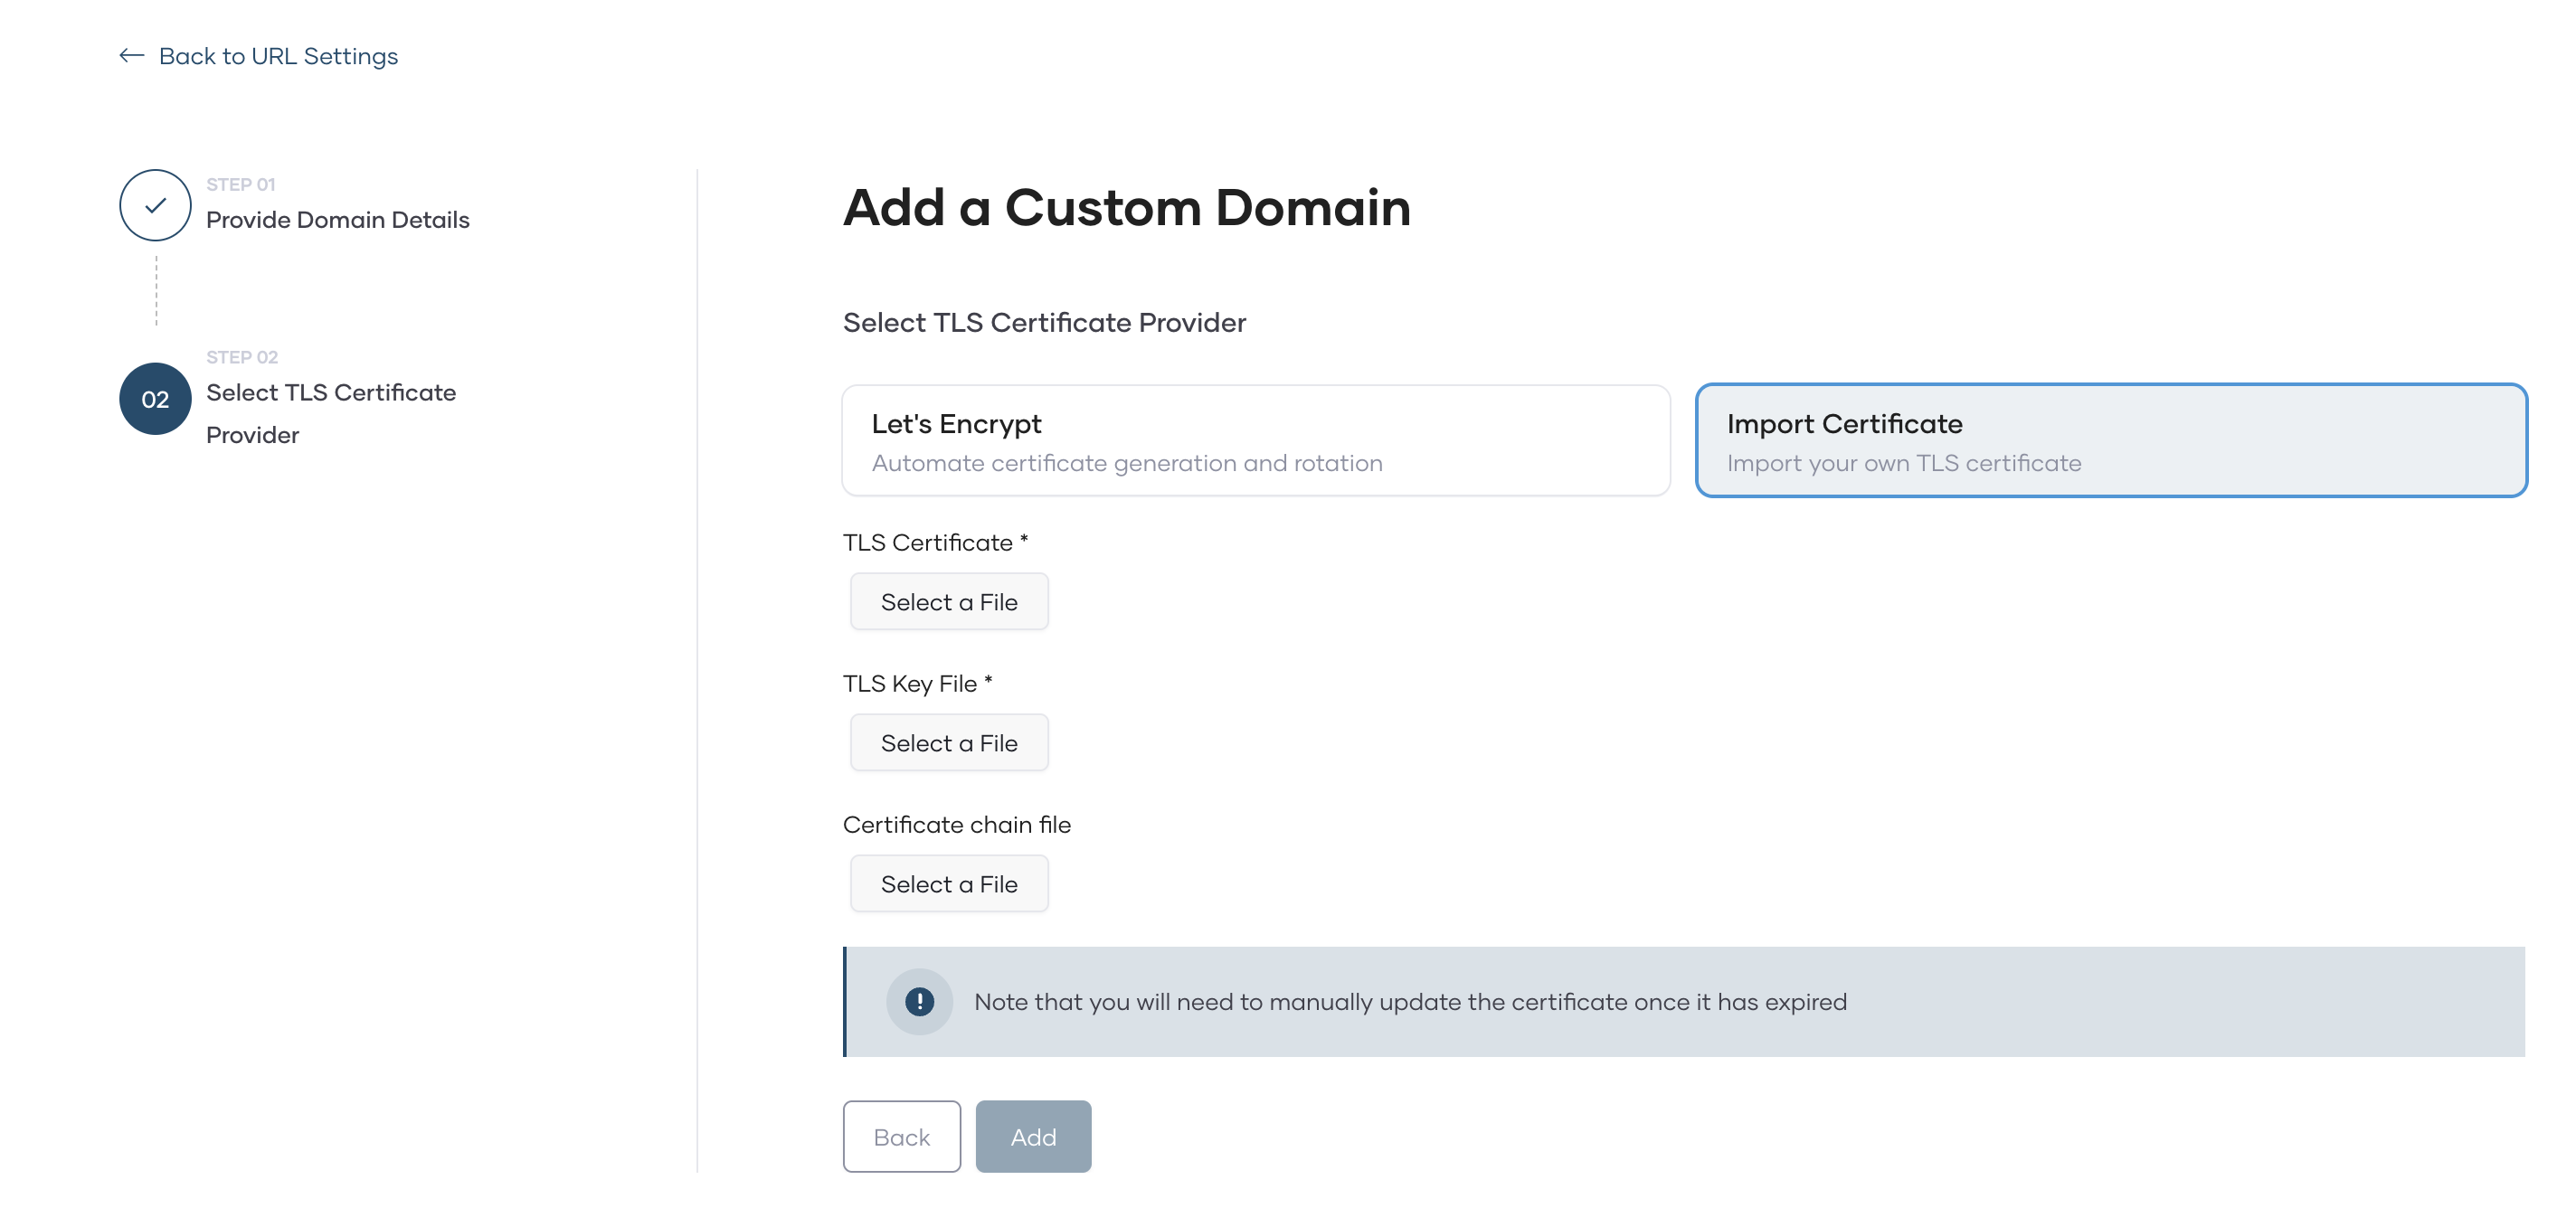 Back to URL Settings
STEP 01
Provide Domain Details
STEP 02
02
Select TLS Certificate
Provider
Add a Custom Domain
Select TLS Certificate Provider
Let's Encrypt
Automate certificate generation and rotation
Import Certificate
Import your own TLS certificate
TLS Certificate *
Select a File
TLS Key File *
Select a File
Certificate chain file
Select a File
Note that you will need to manually update the certificate once it has expired
Back
Add